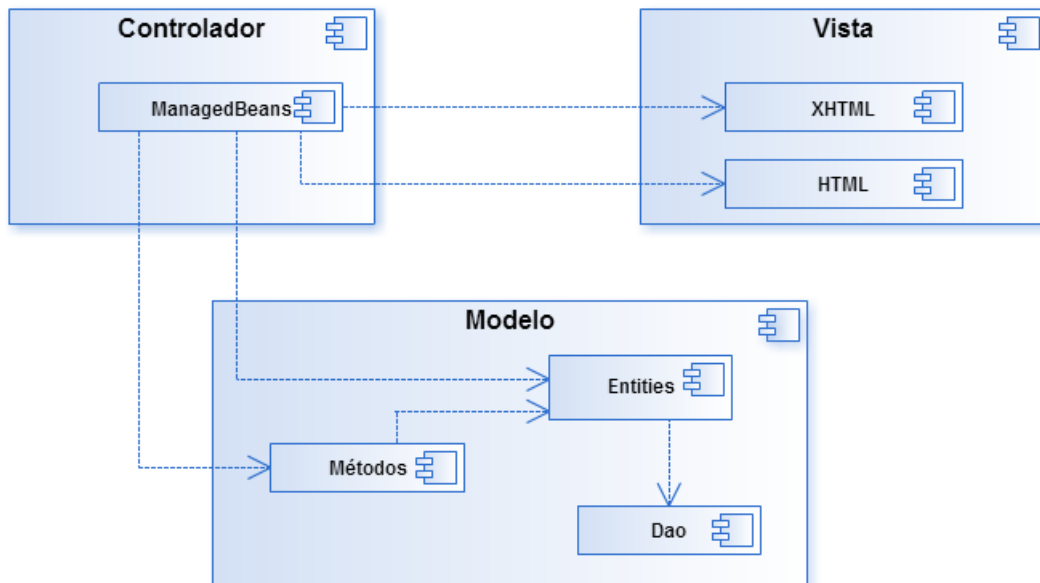 Controlador
ManagedBeans
Vista
XHTML
HTML
Modelo
Entities
Métodos
Dao